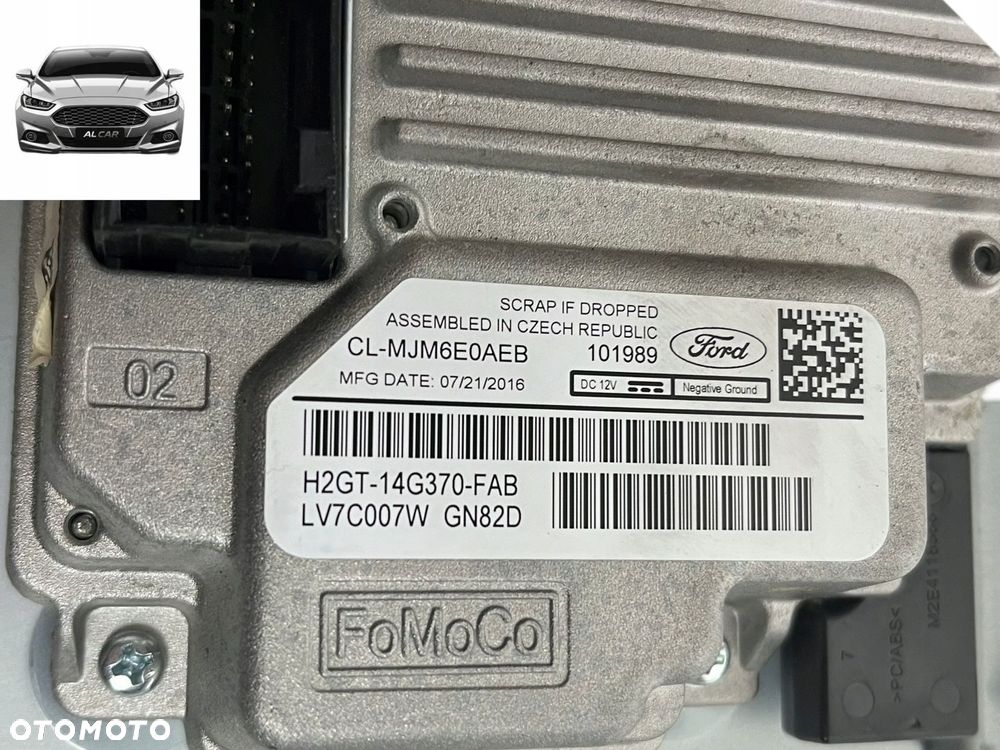 AL CAR
02
SCRAP IF DROPPED
ASSEMBLED IN CZECH REPUBLIC
CL-MJM6E0AEB 101989
Ford
MFG DATE: 07/21/2016
DC 12V
Negative Ground
H2GT-14G370-FAB
LV7C007W GN82D
FoMoCo
7
>PC/ABS<
OTOMOTO